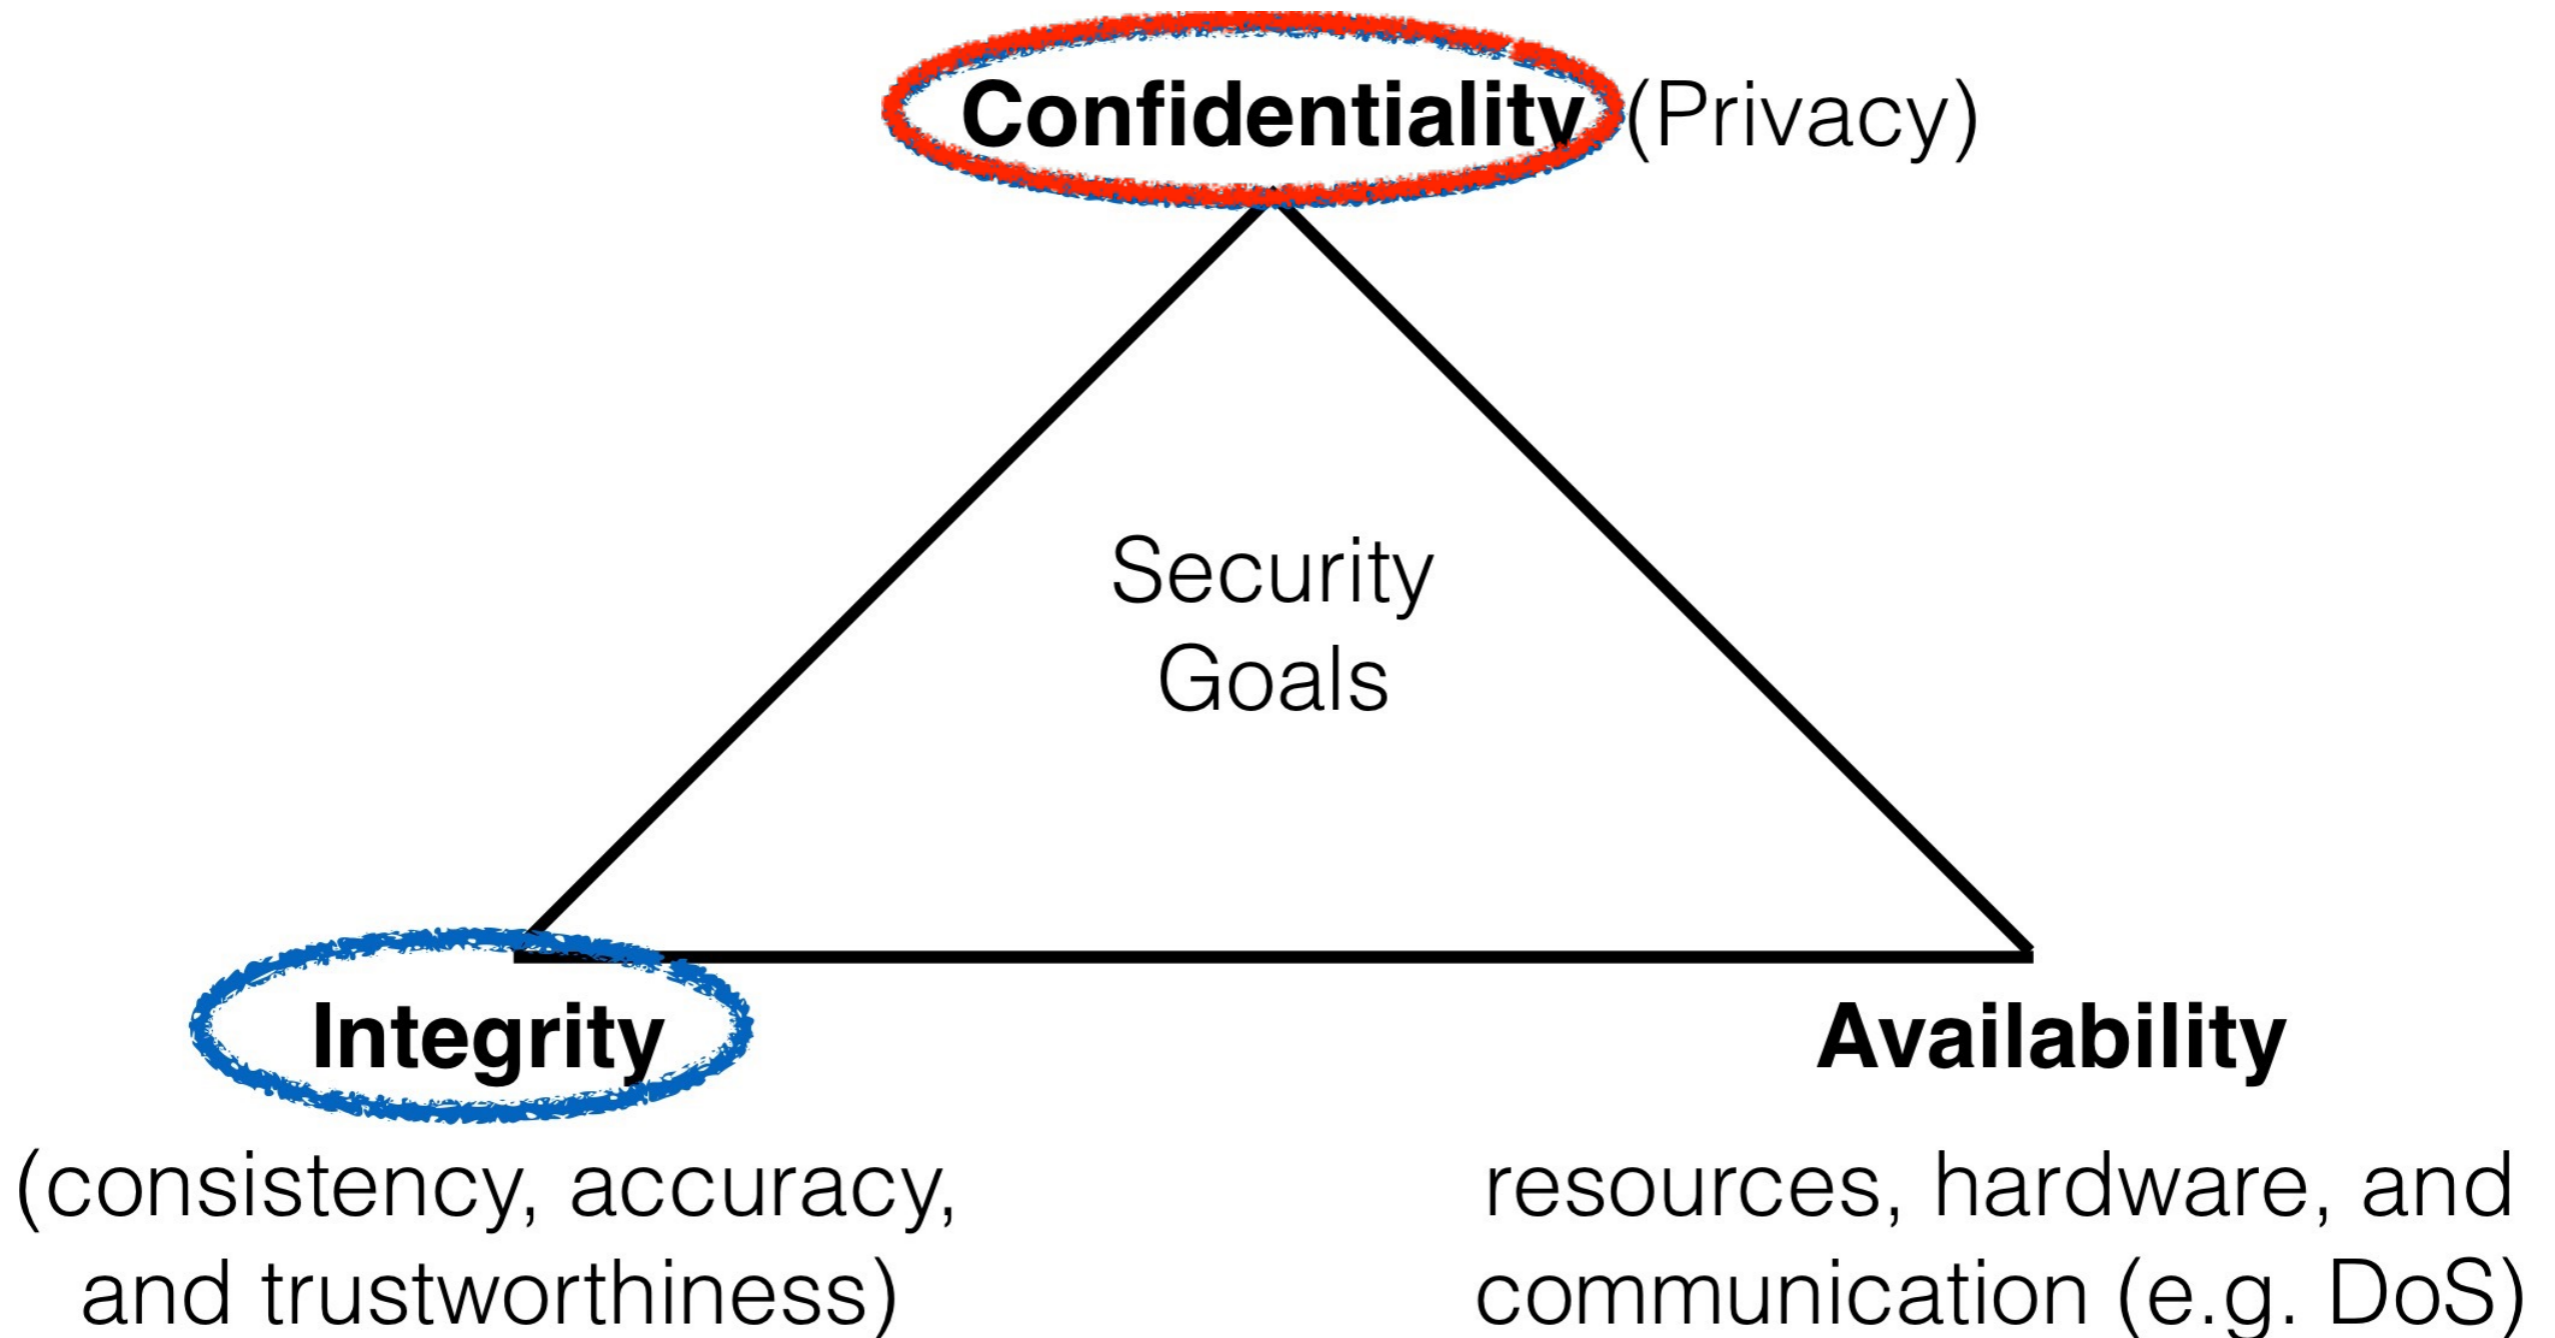 Confidentiality (Privacy)
Security
Goals
Integrity
Availability
(consistency, accuracy,
and trustworthiness)
resources, hardware, and
communication (e.g. DoS)